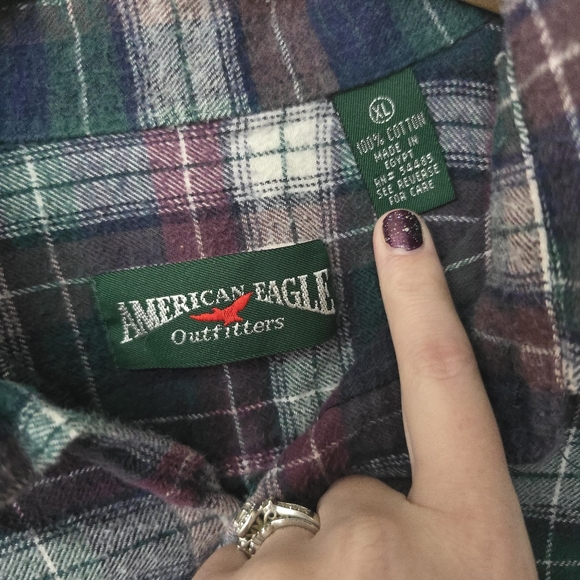 XL
100% COTTON
MADE IN
EGYPT
RN= 54485
SEE REVERSE
FOR CARE
AMERICAN EAGLE
Outfitters